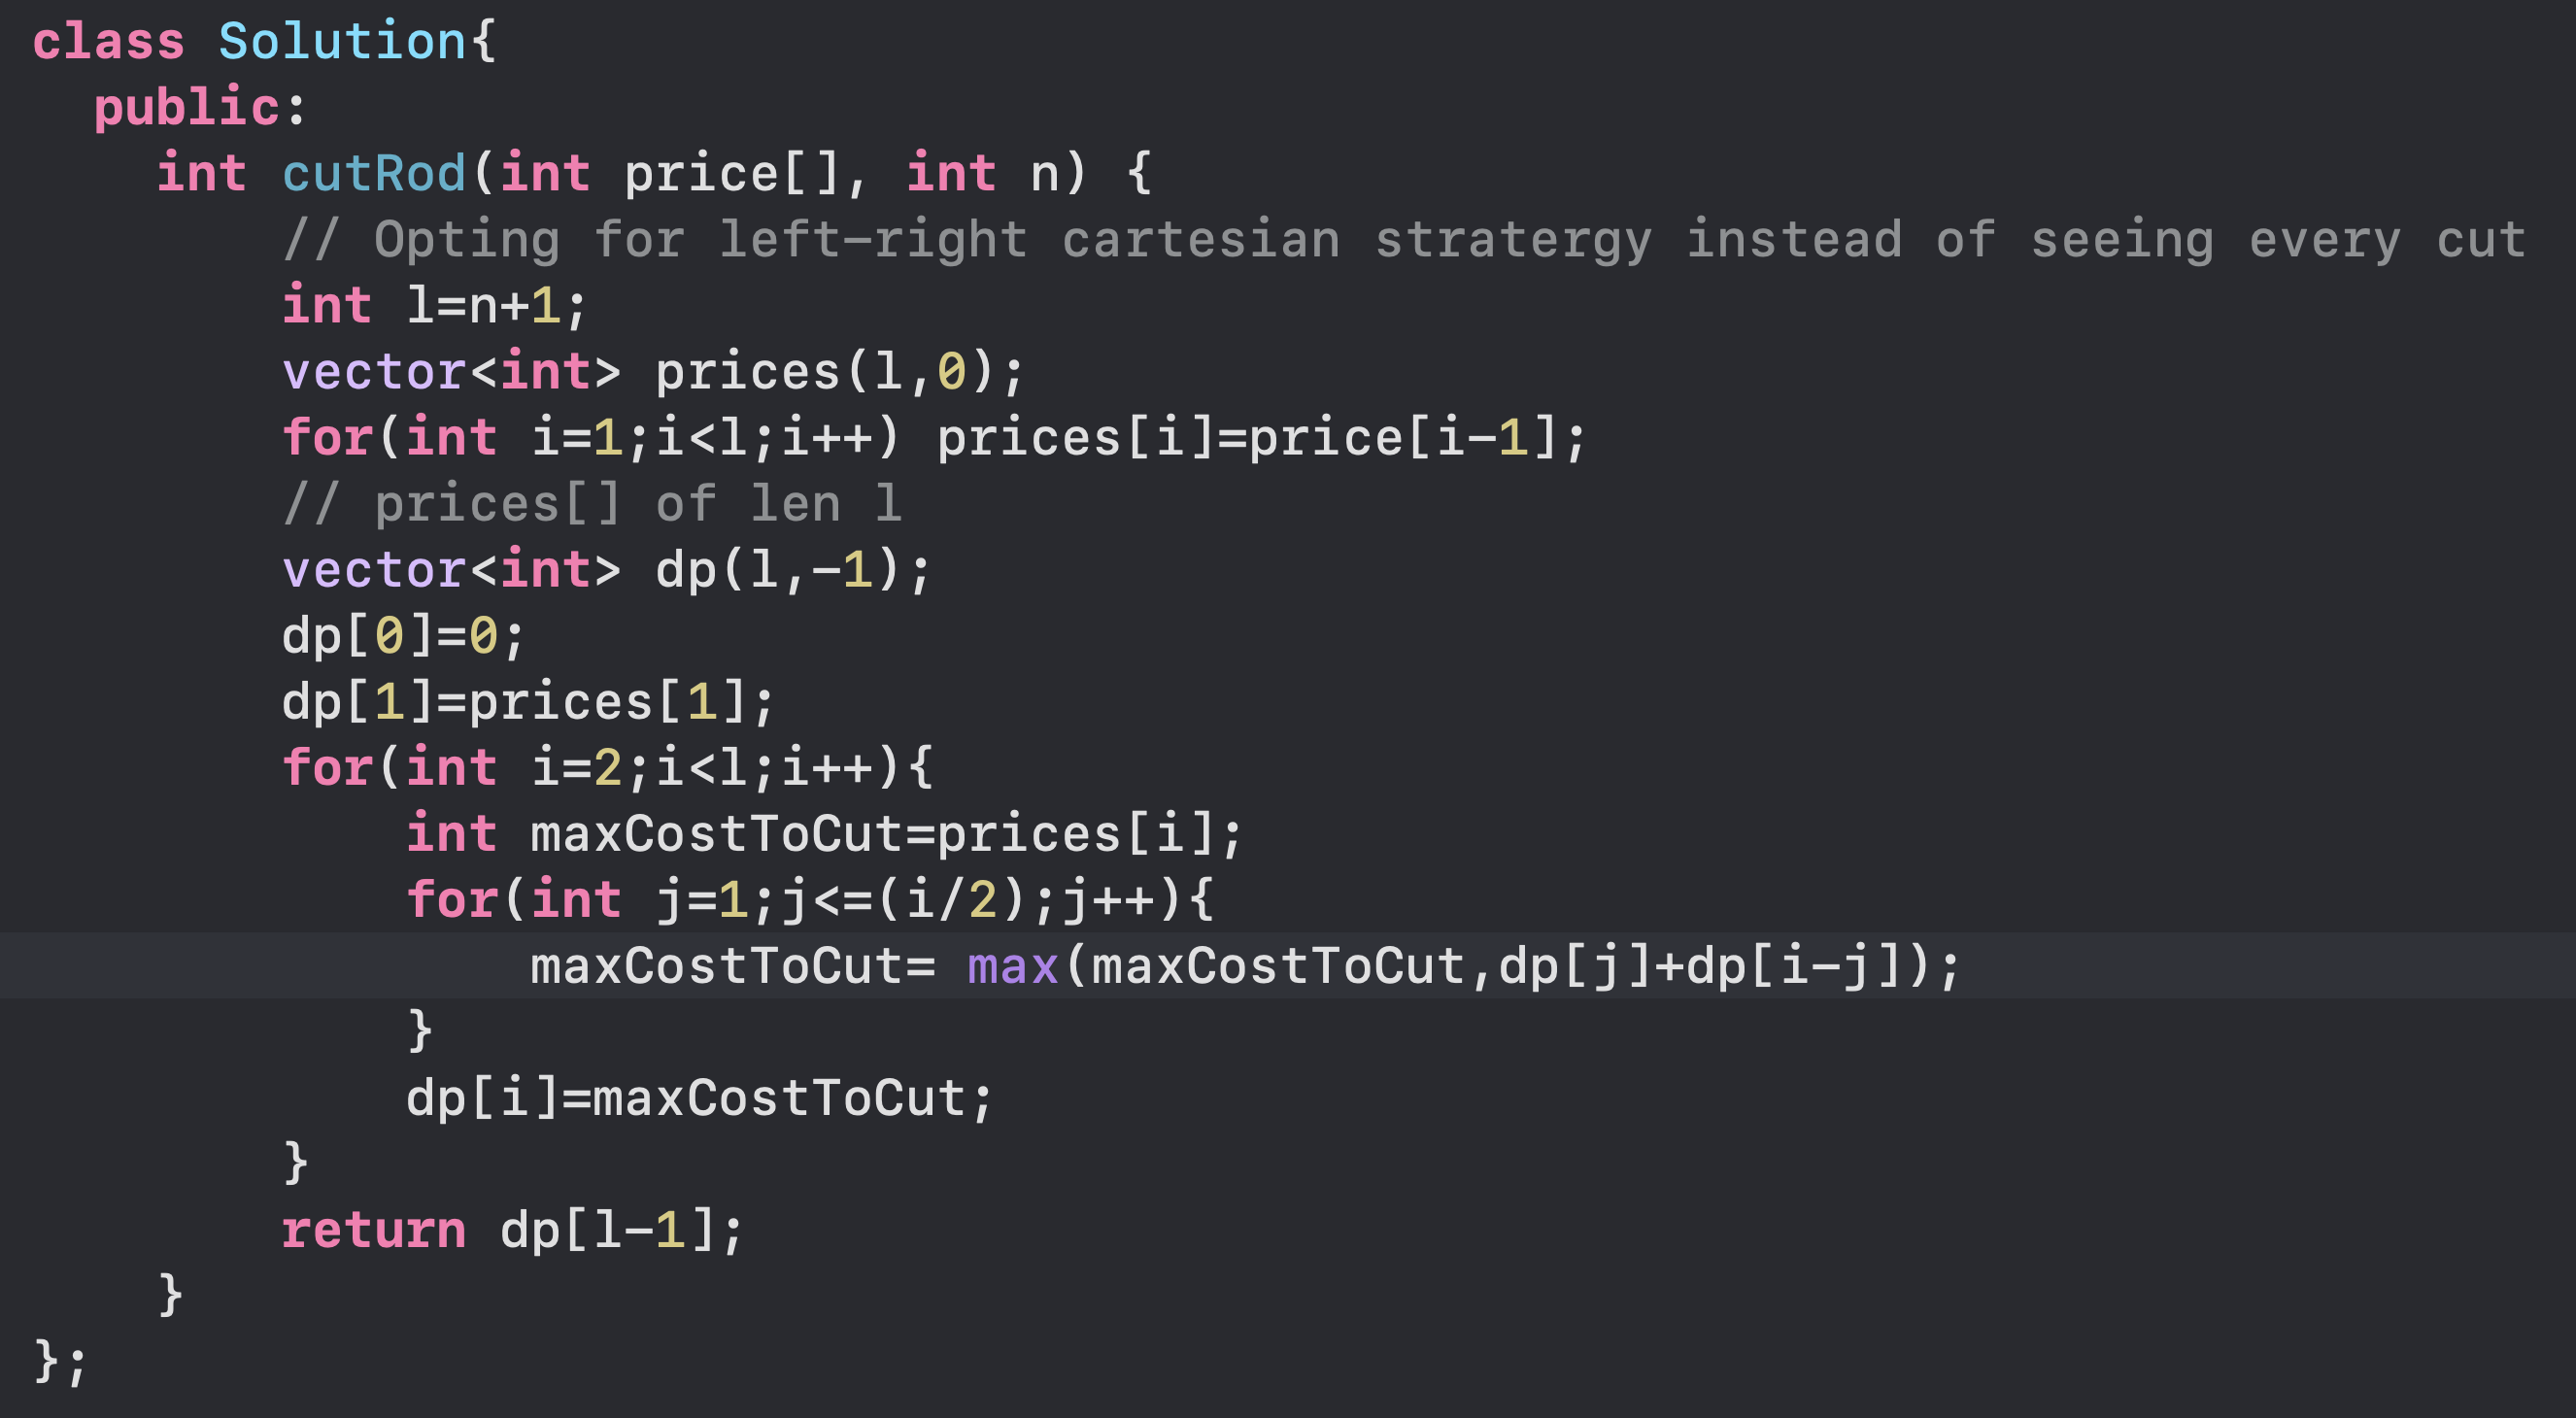 class Solution{
  public:
    int cutRod(int price[], int n) {
        // Opting for left-right cartesian stratergy instead of seeing every cut
        int l=n+1;
        vector<int> prices(l,0);
        for(int i=1;i<l;i++) prices[i]=price[i-1];
        // prices[] of len l
        vector<int> dp(l,-1);
        dp[0]=0;
        dp[1]=prices[1];
        for(int i=2;i<l;i++){
            int maxCostToCut=prices[i];
            for(int j=1;j<=(i/2);j++){
                maxCostToCut= max(maxCostToCut,dp[j]+dp[i-j]);
            }
            dp[i]=maxCostToCut;
        }
        return dp[l-1];
    }
};